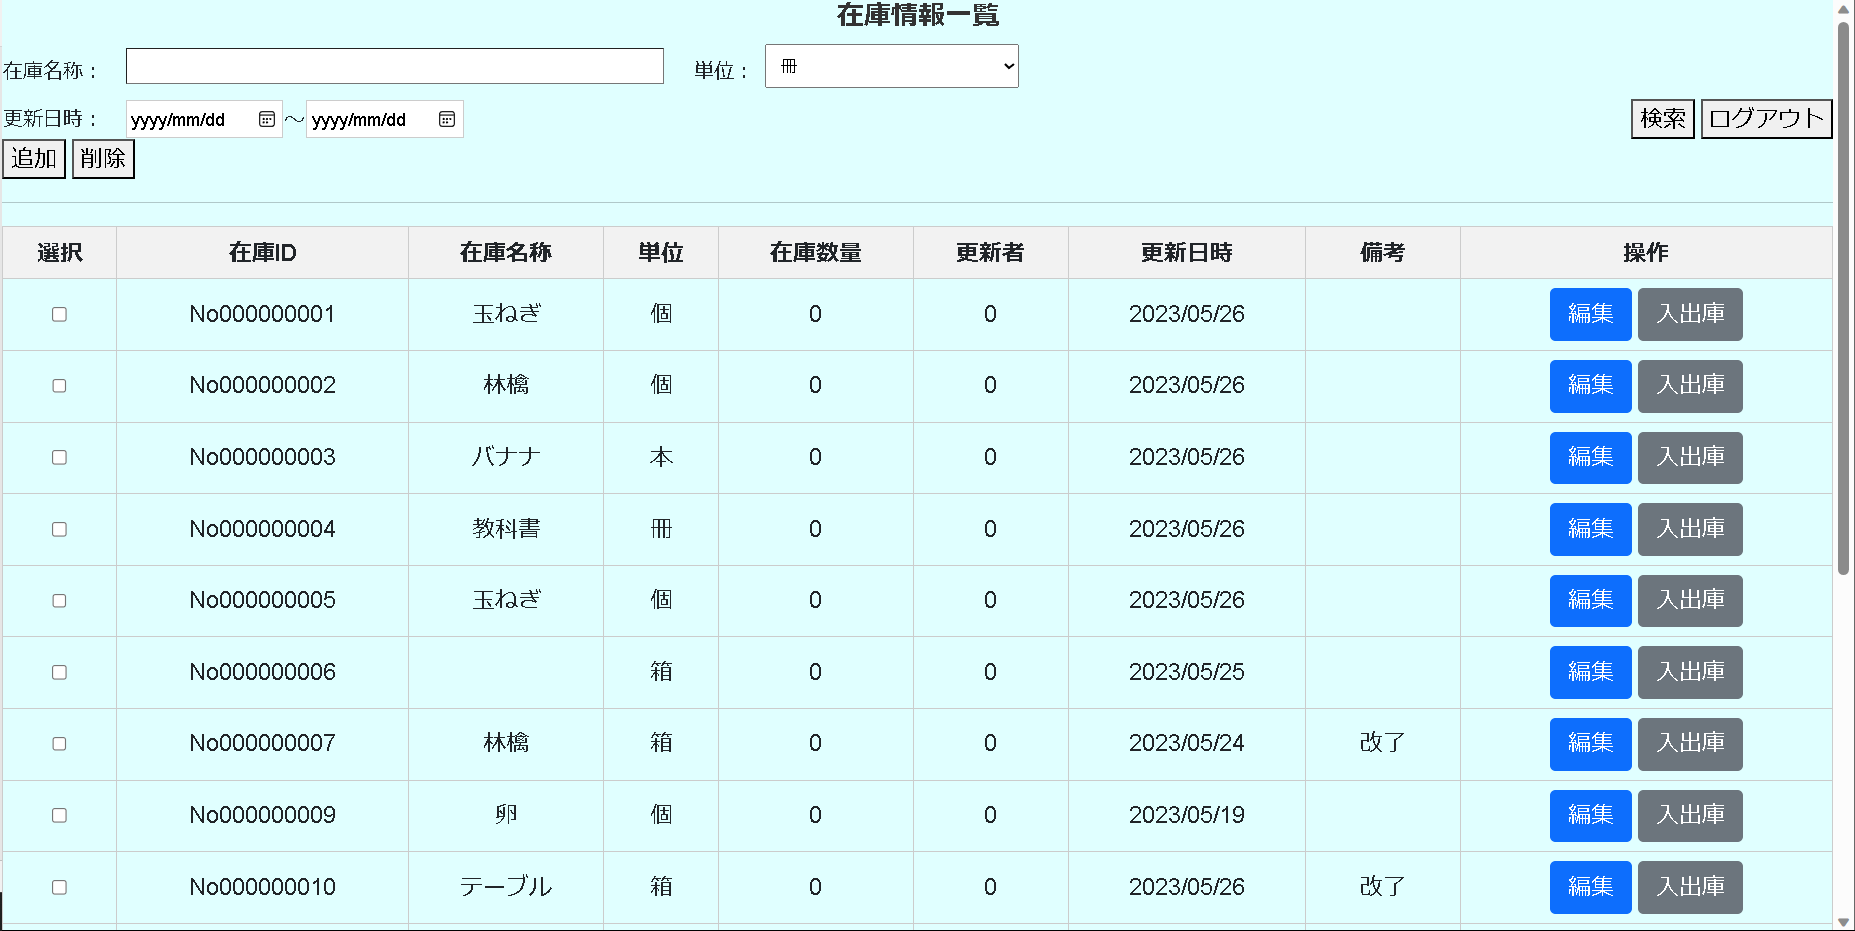 在庫情報一覧
在庫名称： 単位： 冊
更新日時： yyyy/mm/dd ～ yyyy/mm/dd 検索 ログアウト
追加 削除
選択 在庫ID 在庫名称 単位 在庫数量 更新者 更新日時 備考 操作
No000000001 玉ねぎ 個 0 0 2023/05/26 編集 入出庫
No000000002 林檎 個 0 0 2023/05/26 編集 入出庫
No000000003 バナナ 本 0 0 2023/05/26 編集 入出庫
No000000004 教科書 冊 0 0 2023/05/26 編集 入出庫
No000000005 玉ねぎ 個 0 0 2023/05/26 編集 入出庫
No000000006 箱 0 0 2023/05/25 編集 入出庫
No000000007 林檎 箱 0 0 2023/05/24 改了 編集 入出庫
No000000009 卵 個 0 0 2023/05/19 編集 入出庫
No000000010 テーブル 箱 0 0 2023/05/26 改了 編集 入出庫